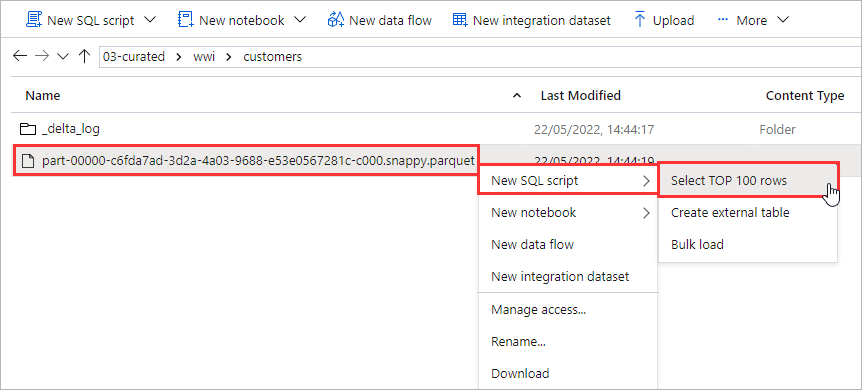 New SQL script New notebook New data flow New integration dataset Upload More
03-curated wwi customers
Name Last Modified Content Type
_delta_log 22/05/2022, 14:44:17 Folder
part-00000-c6fda7ad-3d2a-4a03-9688-e53e0567281c-c000.snappy.parquet 22/05/2022, 14:44:19
New SQL script Select TOP 100 rows
New notebook Create external table
New data flow Bulk load
New integration dataset
Manage access...
Rename...
Download